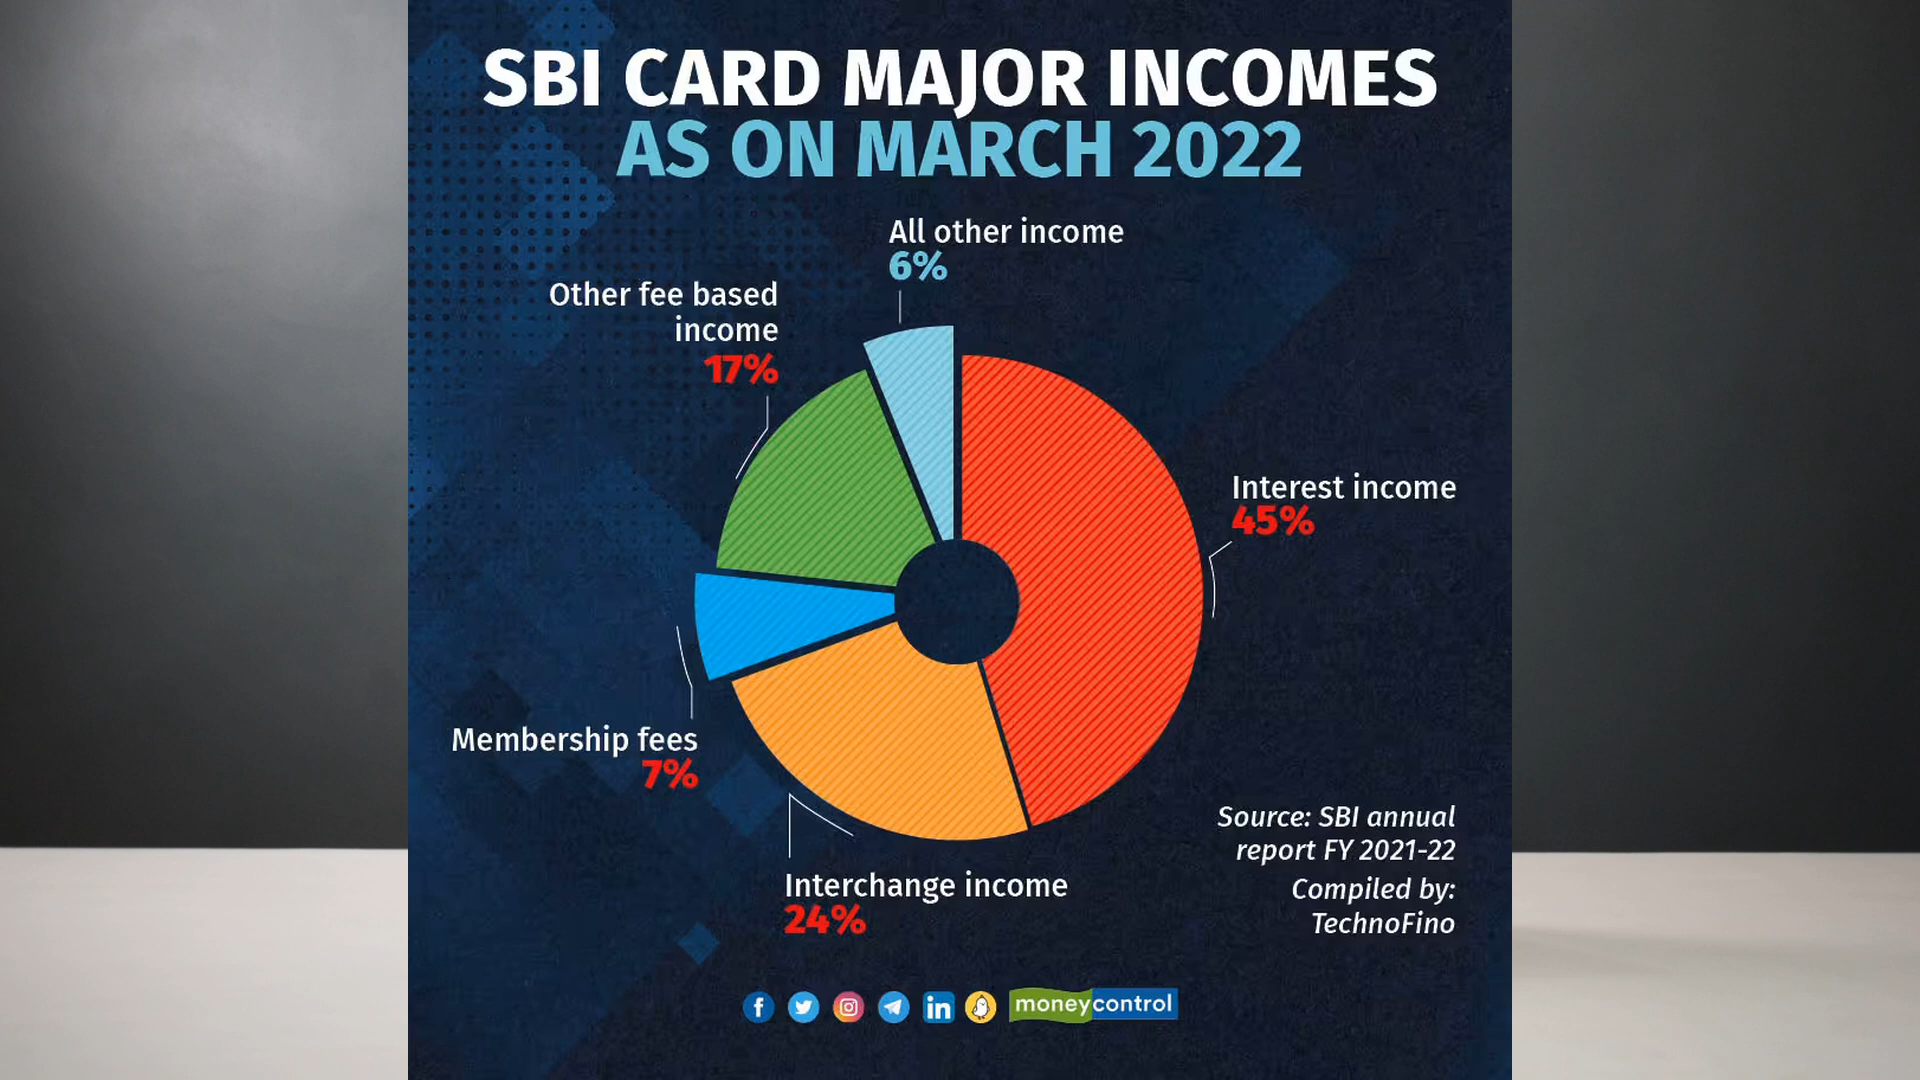 SBI CARD MAJOR INCOMES
AS ON MARCH 2022
All other income
6%
Other fee based
income
17%
Interest income
45%
Membership fees
7%
Interchange income
24%
Source: SBI annual
report FY 2021-22
Compiled by:
TechnoFino
f in moneycontrol